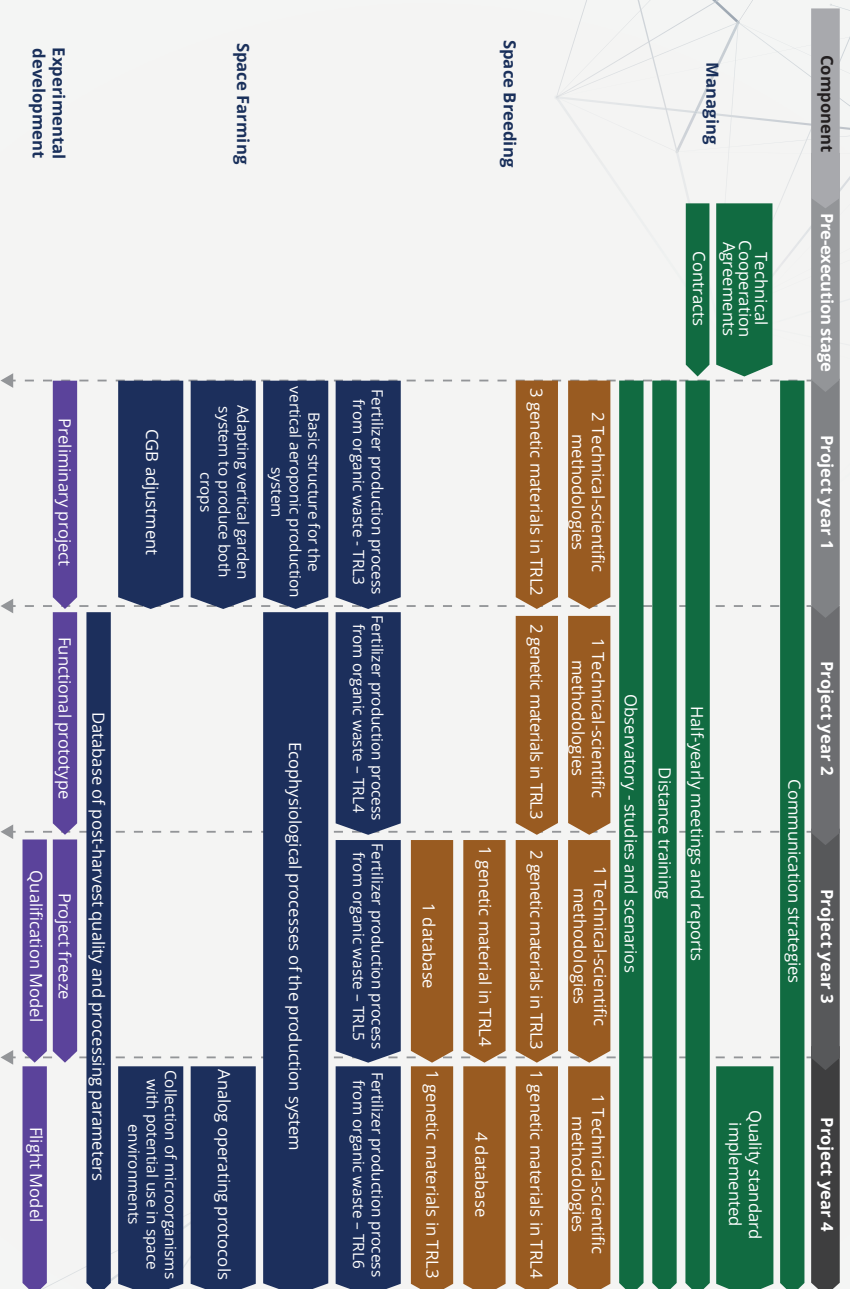 Component
Pre-execution stage
Project year 1
Project year 2
Project year 3
Project year 4
Managing
Communication strategies
Technical
Cooperation
Agreements
Quality standard
implemented
Contracts
Half-yearly meetings and reports
Distance training
Observatory - studies and scenarios
Space Breeding
2 Technical-scientific
methodologies
1 Technical-scientific
methodologies
1 Technical-scientific
methodologies
1 Technical-scientific
methodologies
3 genetic materials in TRL2
2 genetic materials in TRL3
2 genetic materials in TRL3
1 genetic materials in TRL4
1 genetic material in TRL4
4 database
1 database
1 genetic materials in TRL3
Space Farming
Fertilizer production process
from organic waste - TRL3
Fertilizer production process
from organic waste – TRL4
Fertilizer production process
from organic waste – TRL5
Fertilizer production process
from organic waste – TRL6
Basic structure for the
vertical aeroponic production
system
Ecophysiological processes of the production system
Adapting vertical garden
system to produce both
crops
Analog operating protocols
CGB adjustment
Collection of microorganisms
with potential use in space
environments
Database of post-harvest quality and processing parameters
Experimental
development
Preliminary project
Functional prototype
Project freeze
Qualification Model
Flight Model